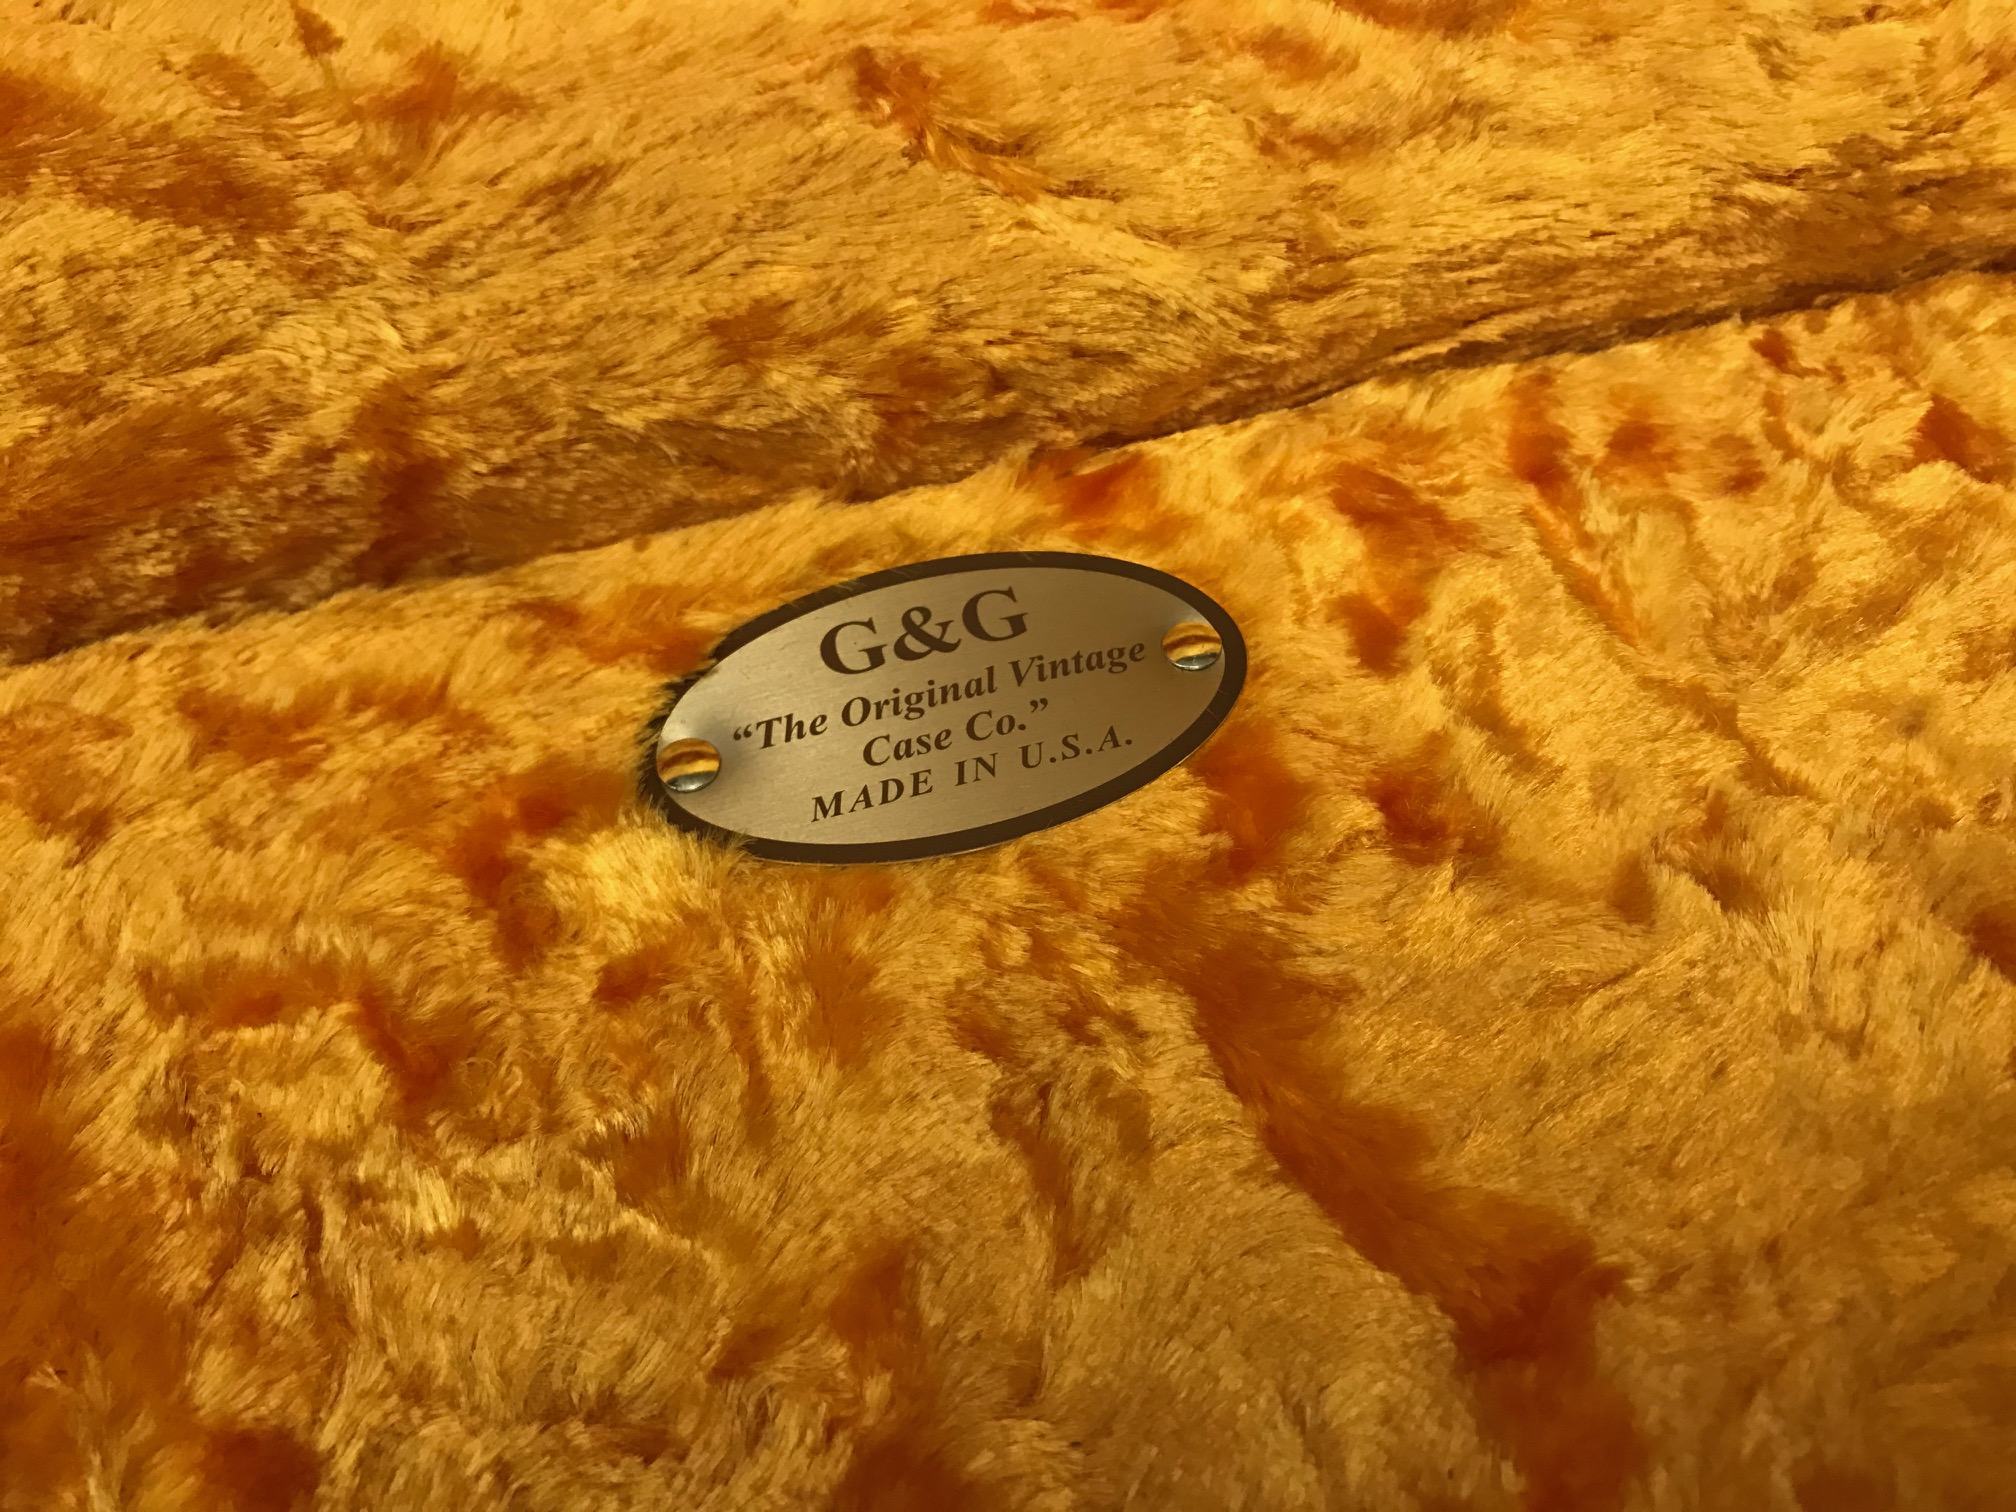 G&G
“The Original Vintage
Case Co.”
MADE IN U.S.A.